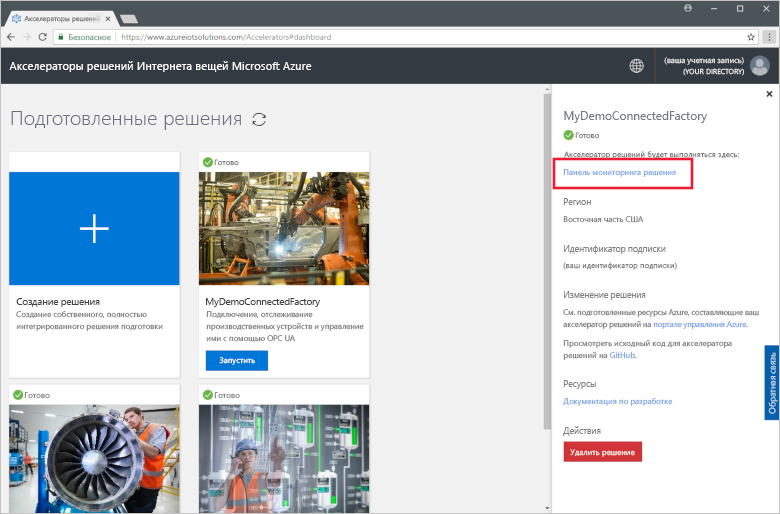 Акселераторы решений
Безопасное
https://www.azureiotsolutions.com/Accelerators#dashboard
Акселераторы решений Интернета вещей Microsoft Azure
(ваша учетная запись)
(YOUR DIRECTORY)
Подготовленные решения
Создание решения
Создание собственного, полностью
интегрированного решения подготовки
Готово
MyDemoConnectedFactory
Подключение, отслеживание
производственных устройств и управление
ими с помощью OPC UA
Запустить
Готово
Готово
MyDemoConnectedFactory
Готово
Акселератор решений будет выполняться здесь:
Панель мониторинга решения
Регион
Восточная часть США
Идентификатор подписки
(ваш идентификатор подписки)
Изменение решения
См. подготовленные ресурсы Azure, составляющие ваш
акселератор решений на портале управления Azure.
Просмотреть исходный код для акселератора
решений на GitHub.
Ресурсы
Документация по разработке
Действия
Удалить решение
Обратная связь